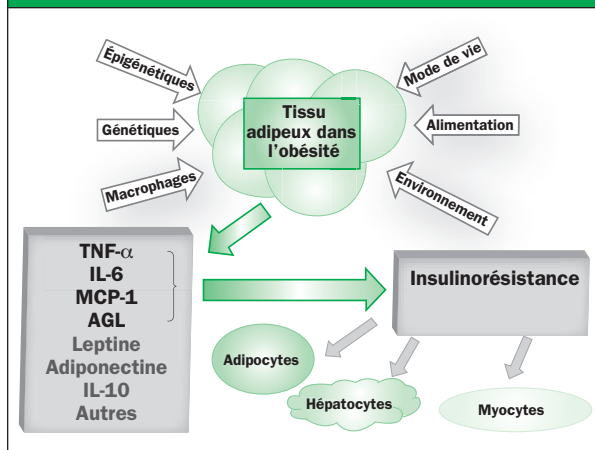 Épigénétiques
Génétiques
Macrophages
Tissu
adipeux dans
l'obésité
Mode de vie
Alimentation
Environnement
TNF-α
IL-6
MCP-1
AGL
Leptine
Adiponectine
IL-10
Autres
Insulinorésistance
Adipocytes
Hépatocytes
Myocytes